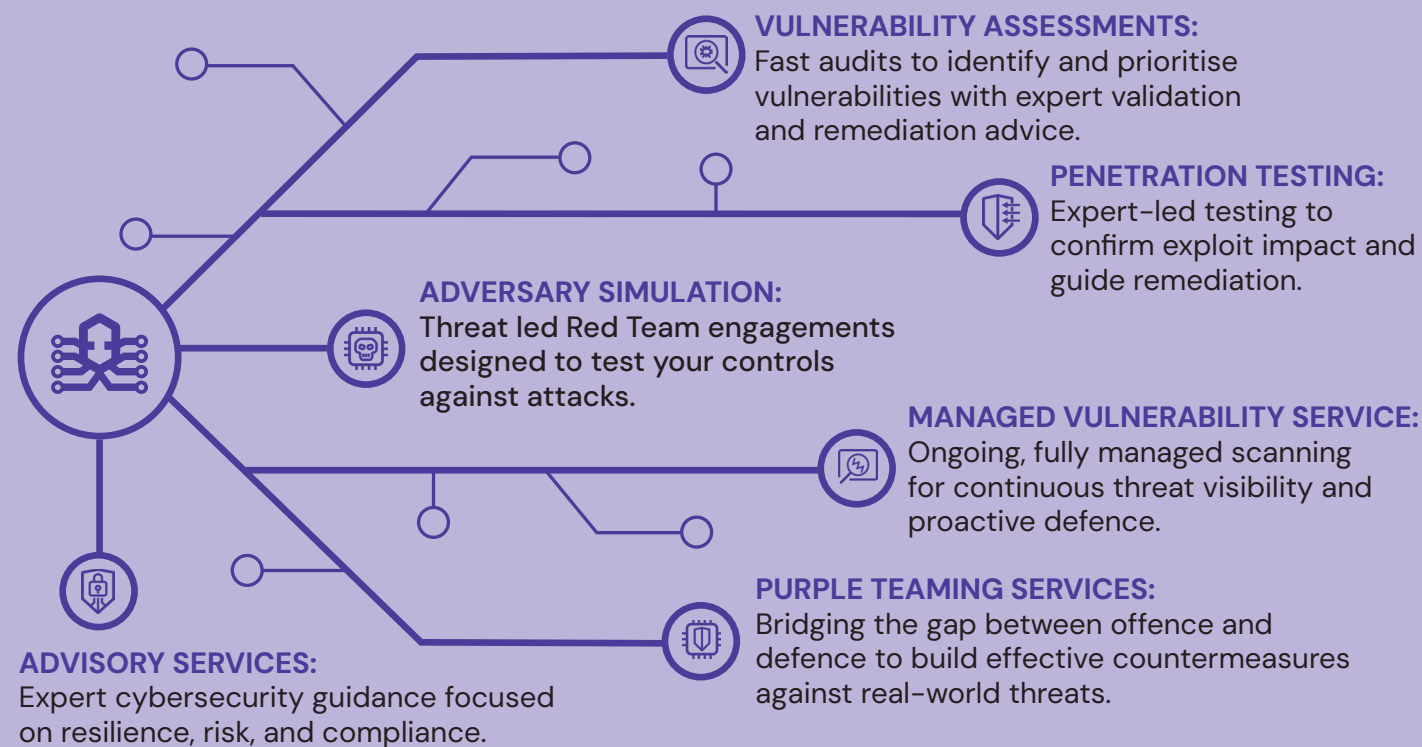 VULNERABILITY ASSESSMENTS:
Fast audits to identify and prioritise
vulnerabilities with expert validation
and remediation advice.
PENETRATION TESTING:
Expert-led testing to
confirm exploit impact and
guide remediation.
ADVERSARY SIMULATION:
Threat led Red Team engagements
designed to test your controls
against attacks.
MANAGED VULNERABILITY SERVICE:
Ongoing, fully managed scanning
for continuous threat visibility and
proactive defence.
PURPLE TEAMING SERVICES:
Bridging the gap between offence and
defence to build effective countermeasures
against real-world threats.
ADVISORY SERVICES:
Expert cybersecurity guidance focused
on resilience, risk, and compliance.